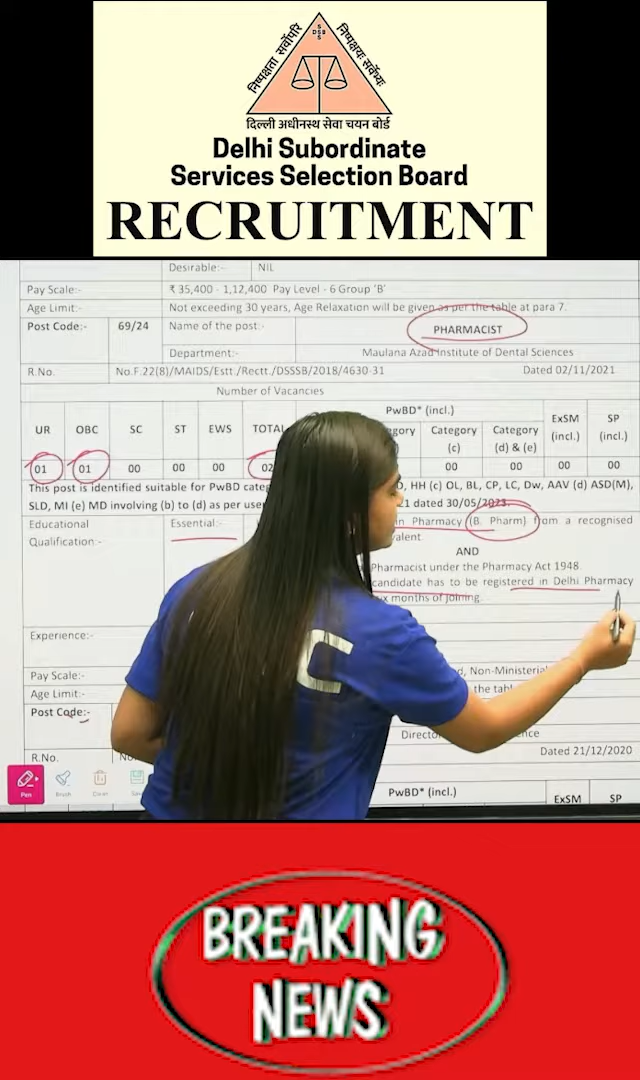 निष्पक्षता सर्वोपरि
निष्पक्षः सर्वेभ्यः
S
DSB
S
दिल्ली अधीनस्थ सेवा चयन बोर्ड
Delhi Subordinate
Services Selection Board
RECRUITMENT
Desirable:- NIL
Pay Scale:- ₹ 35,400 - 1,12,400 Pay Level - 6 Group 'B'
Age Limit:- Not exceeding 30 years, Age Relaxation will be given as per the table at para 7.
Post Code:- 69/24 Name of the post:- PHARMACIST
Department:- Maulana Azad Institute of Dental Sciences
R.No. No.F.22(8)/MAIDS/Estt./Rectt./DSSSB/2018/4630-31 Dated 02/11/2021
Number of Vacancies
UR OBC SC ST EWS TOTAL PwBD* (incl.) Category (c) Category (d) & (e) ExSM (incl.) SP (incl.)
01 01 00 00 00 02 00 00 00 00
This post is identified suitable for PwBD HH (c) OL, BL, CP, LC, Dw, AAV (d) ASD(M),
SLD, MI (e) MD involving (b) to (d) as per dated 30/05/2023.
Educational Qualification:- Essential:- in Pharmacy (B. Pharm) from a recognised
AND
Pharmacist under the Pharmacy Act 1948.
candidate has to be registered in Delhi Pharmacy
months of joining.
Experience:-
Pay Scale:- Non-Ministerial
Age Limit:- the
Post Code:-
R.No. Dated 21/12/2020
PwBD* (incl.) ExSM SP
Pen Brush
C
BREAKING
NEWS